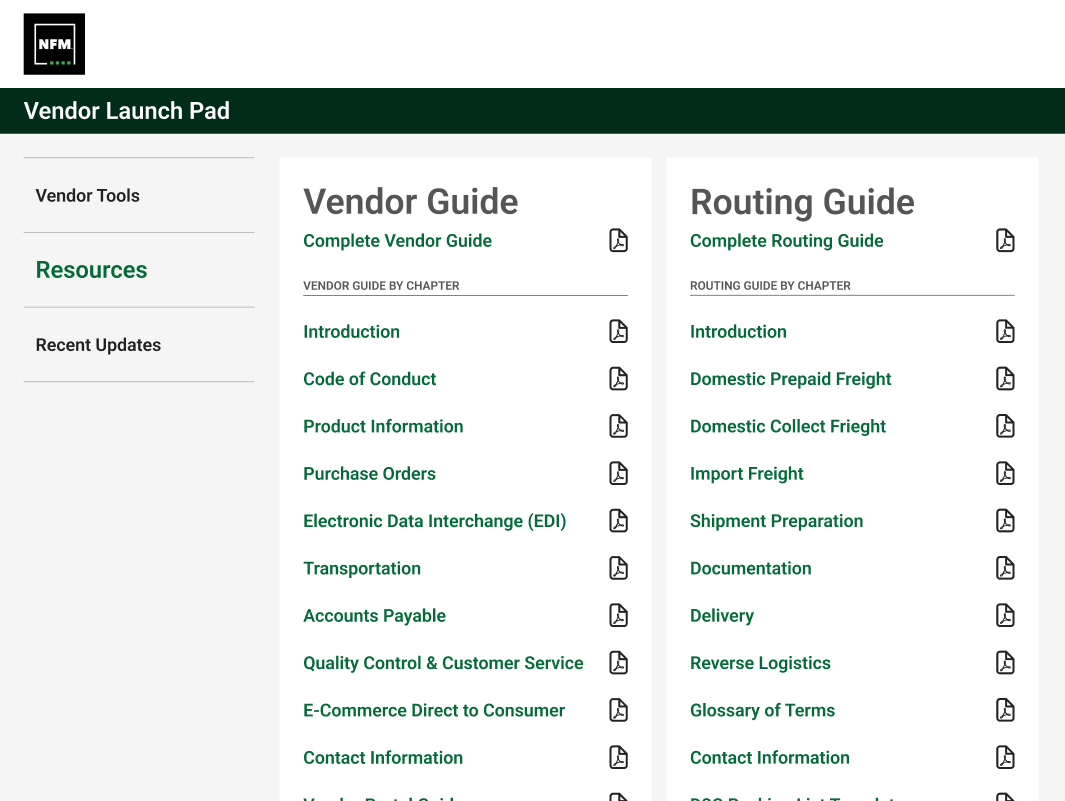 NFM
Vendor Launch Pad
Vendor Tools
Resources
Recent Updates
Vendor Guide
Complete Vendor Guide
VENDOR GUIDE BY CHAPTER
Introduction
Code of Conduct
Product Information
Purchase Orders
Electronic Data Interchange (EDI)
Transportation
Accounts Payable
Quality Control & Customer Service
E-Commerce Direct to Consumer
Contact Information
Routing Guide
Complete Routing Guide
ROUTING GUIDE BY CHAPTER
Introduction
Domestic Prepaid Freight
Domestic Collect Frieght
Import Freight
Shipment Preparation
Documentation
Delivery
Reverse Logistics
Glossary of Terms
Contact Information